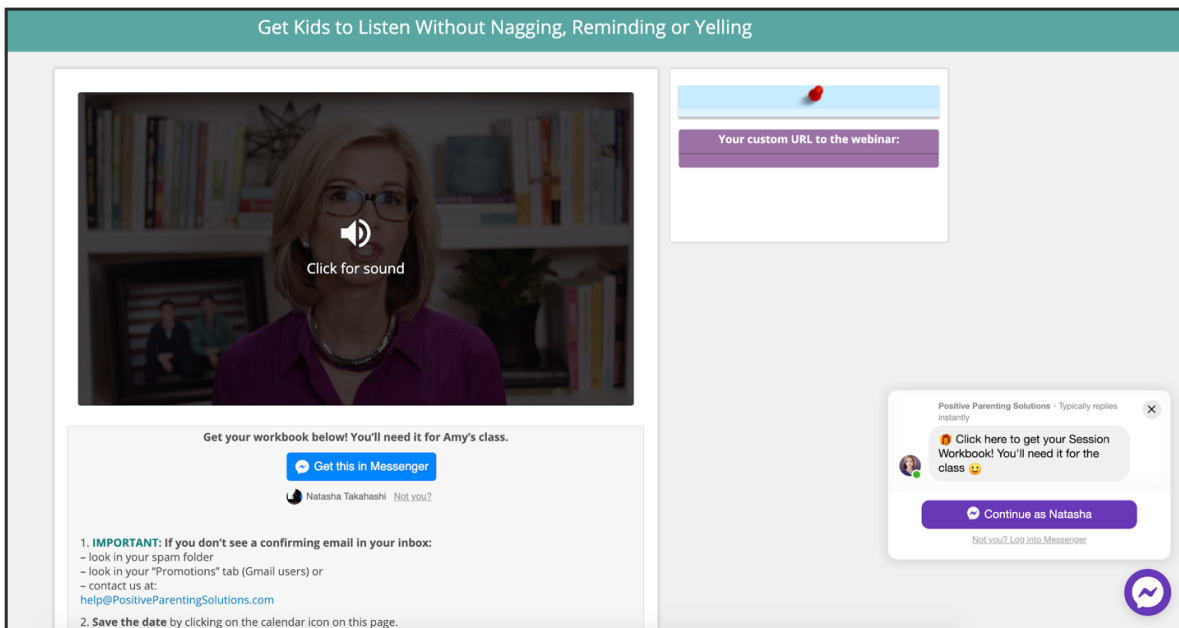 Get Kids to Listen Without Nagging, Reminding or Yelling
Click for sound
Your custom URL to the webinar:
Get your workbook below! You'll need it for Amy's class.
Get this in Messenger
Natasha Takahashi Not you?
1. IMPORTANT: If you don't see a confirming email in your inbox:
– look in your spam folder
– look in your “Promotions” tab (Gmail users) or
– contact us at:
help@PositiveParentingSolutions.com
2. Save the date by clicking on the calendar icon on this page.
Positive Parenting Solutions · Typically replies
instantly
🎁 Click here to get your Session
Workbook! You'll need it for the
class 😀
Continue as Natasha
Not you? Log into Messenger